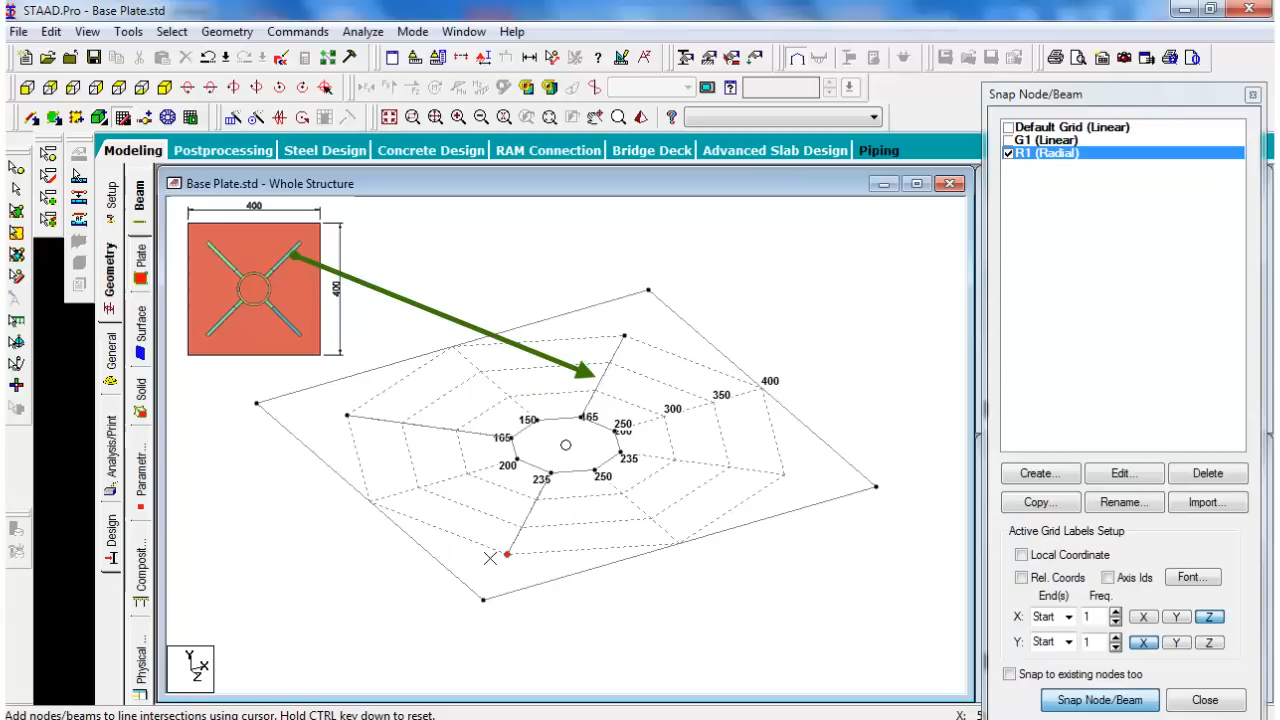 STAAD.Pro - Base Plate.std
File Edit View Tools Select Geometry Commands Analyze Mode Window Help
Modeling Postprocessing Steel Design Concrete Design RAM Connection Bridge Deck Advanced Slab Design Piping
Setup
Geometry
General
Analysis/Print
Design
Beam
Plate
Surface
Solid
Parametr...
Composit...
Physical ...
Base Plate.std - Whole Structure
400
400
400
350
300
250
235
250
235
200
165
150
165
Y
X
Z
Snap Node/Beam
Default Grid (Linear)
G1 (Linear)
R1 (Radial)
Create... Edit... Delete
Copy... Rename... Import...
Active Grid Labels Setup
Local Coordinate
Rel. Coords Axis Ids Font...
End(s) Freq.
X: Start 1 X Y Z
Y: Start 1 X Y Z
Snap to existing nodes too
Snap Node/Beam Close
Add nodes/beams to line intersections using cursor. Hold CTRL key down to reset. X: 5